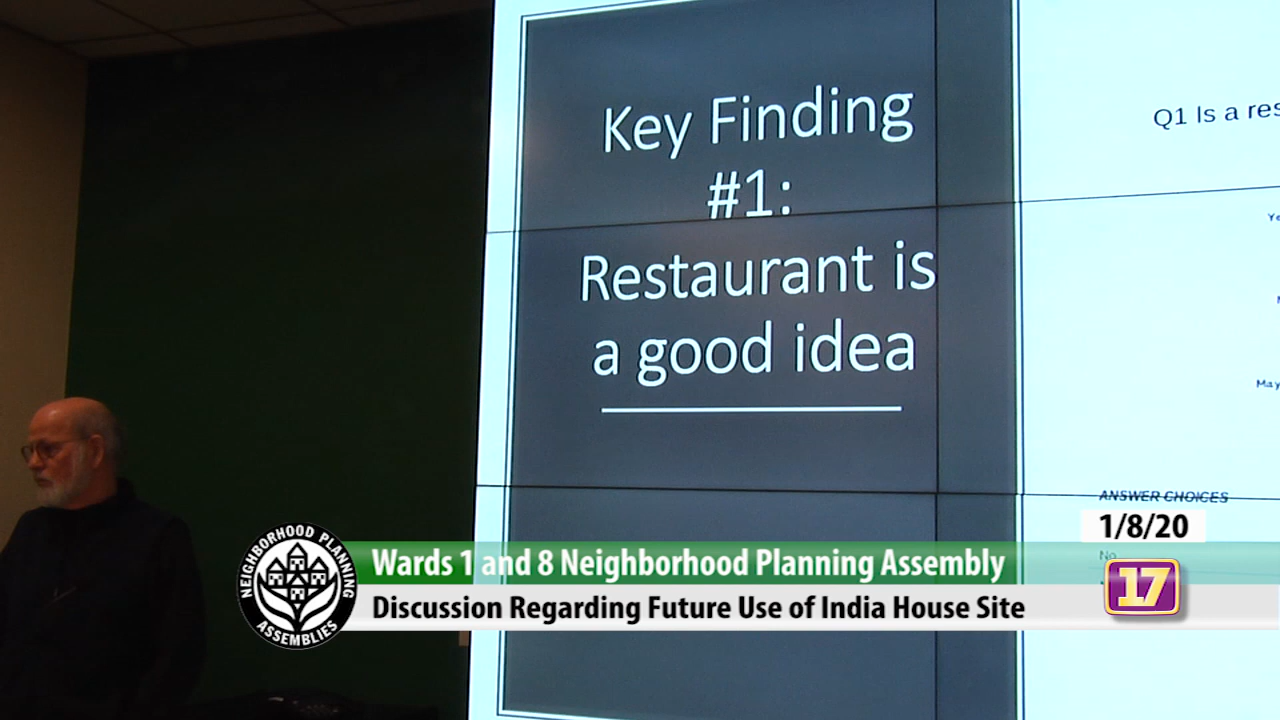 Key Finding
#1:
Restaurant is
a good idea
Q1 Is a
ANSWER CHOICES
No
1/8/20
17
NEIGHBORHOOD PLANNING
ASSEMBLIES
Wards 1 and 8 Neighborhood Planning Assembly
Discussion Regarding Future Use of India House Site